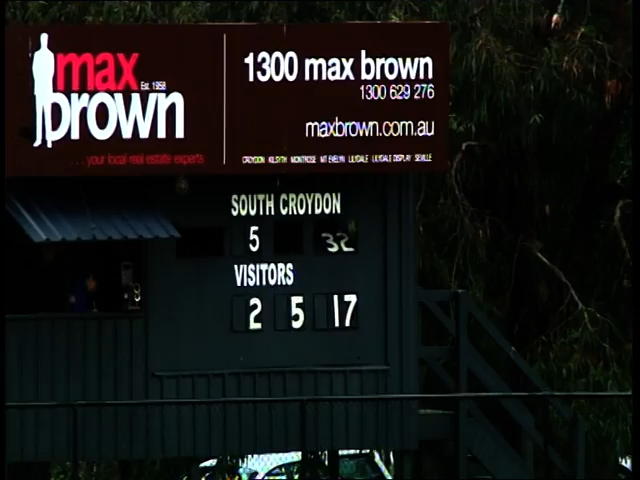 max
Est. 1958
brown
... your local real estate experts
1300 max brown
1300 629 276
maxbrown.com.au
CROYDON KILSYTH MONTROSE MT EVELYN LILYDALE LILYDALE DISPLAY SEVILLE
SOUTH CROYDON
5 32
VISITORS
2 5 17